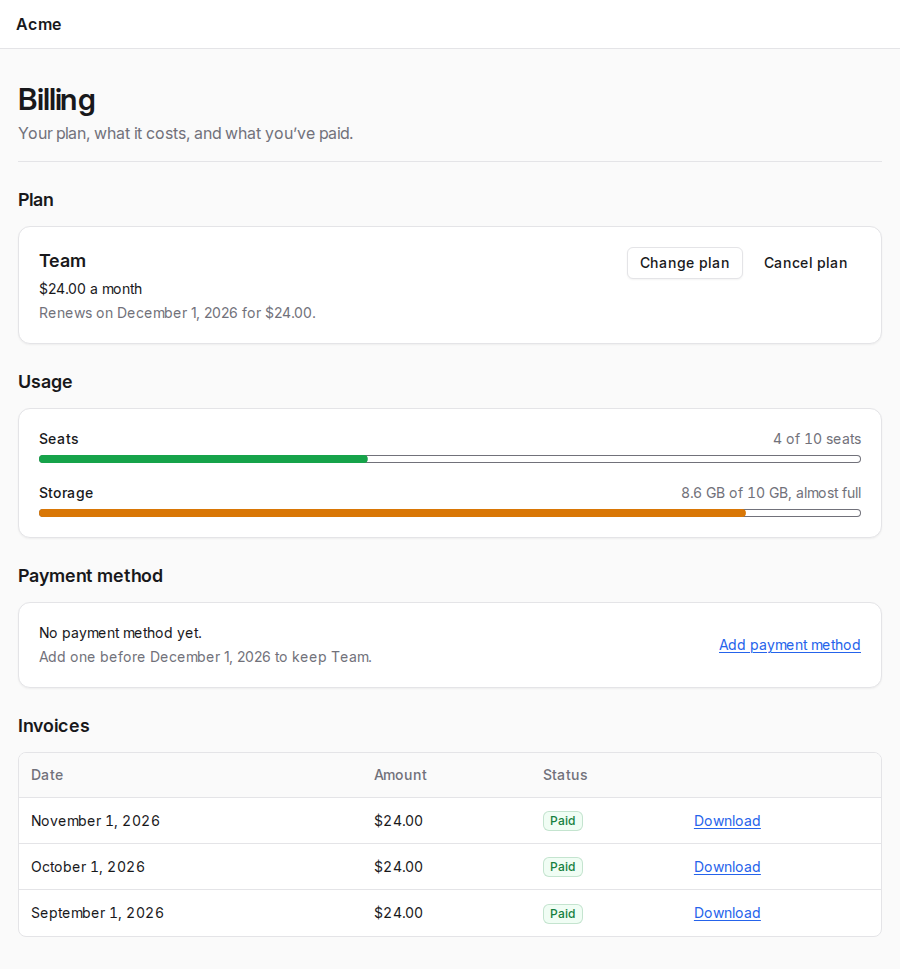 Acme
Billing
Your plan, what it costs, and what you’ve paid.
Plan
Team
Change plan
Cancel plan
$24.00 a month
Renews on December 1, 2026 for $24.00.
Usage
Seats
4 of 10 seats
Storage
8.6 GB of 10 GB, almost full
Payment method
No payment method yet.
Add one before December 1, 2026 to keep Team.
Add payment method
Invoices
Date Amount Status
November 1, 2026 $24.00 Paid Download
October 1, 2026 $24.00 Paid Download
September 1, 2026 $24.00 Paid Download